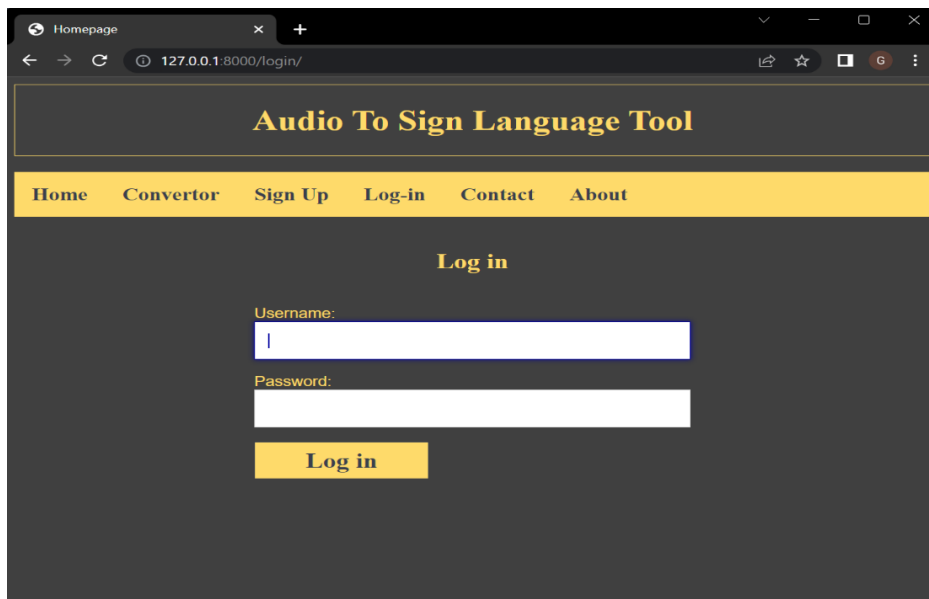 Homepage
127.0.0.1:8000/login/
G
Audio To Sign Language Tool
Home Convertor Sign Up Log-in Contact About
Log in
Username:
Password:
Log in